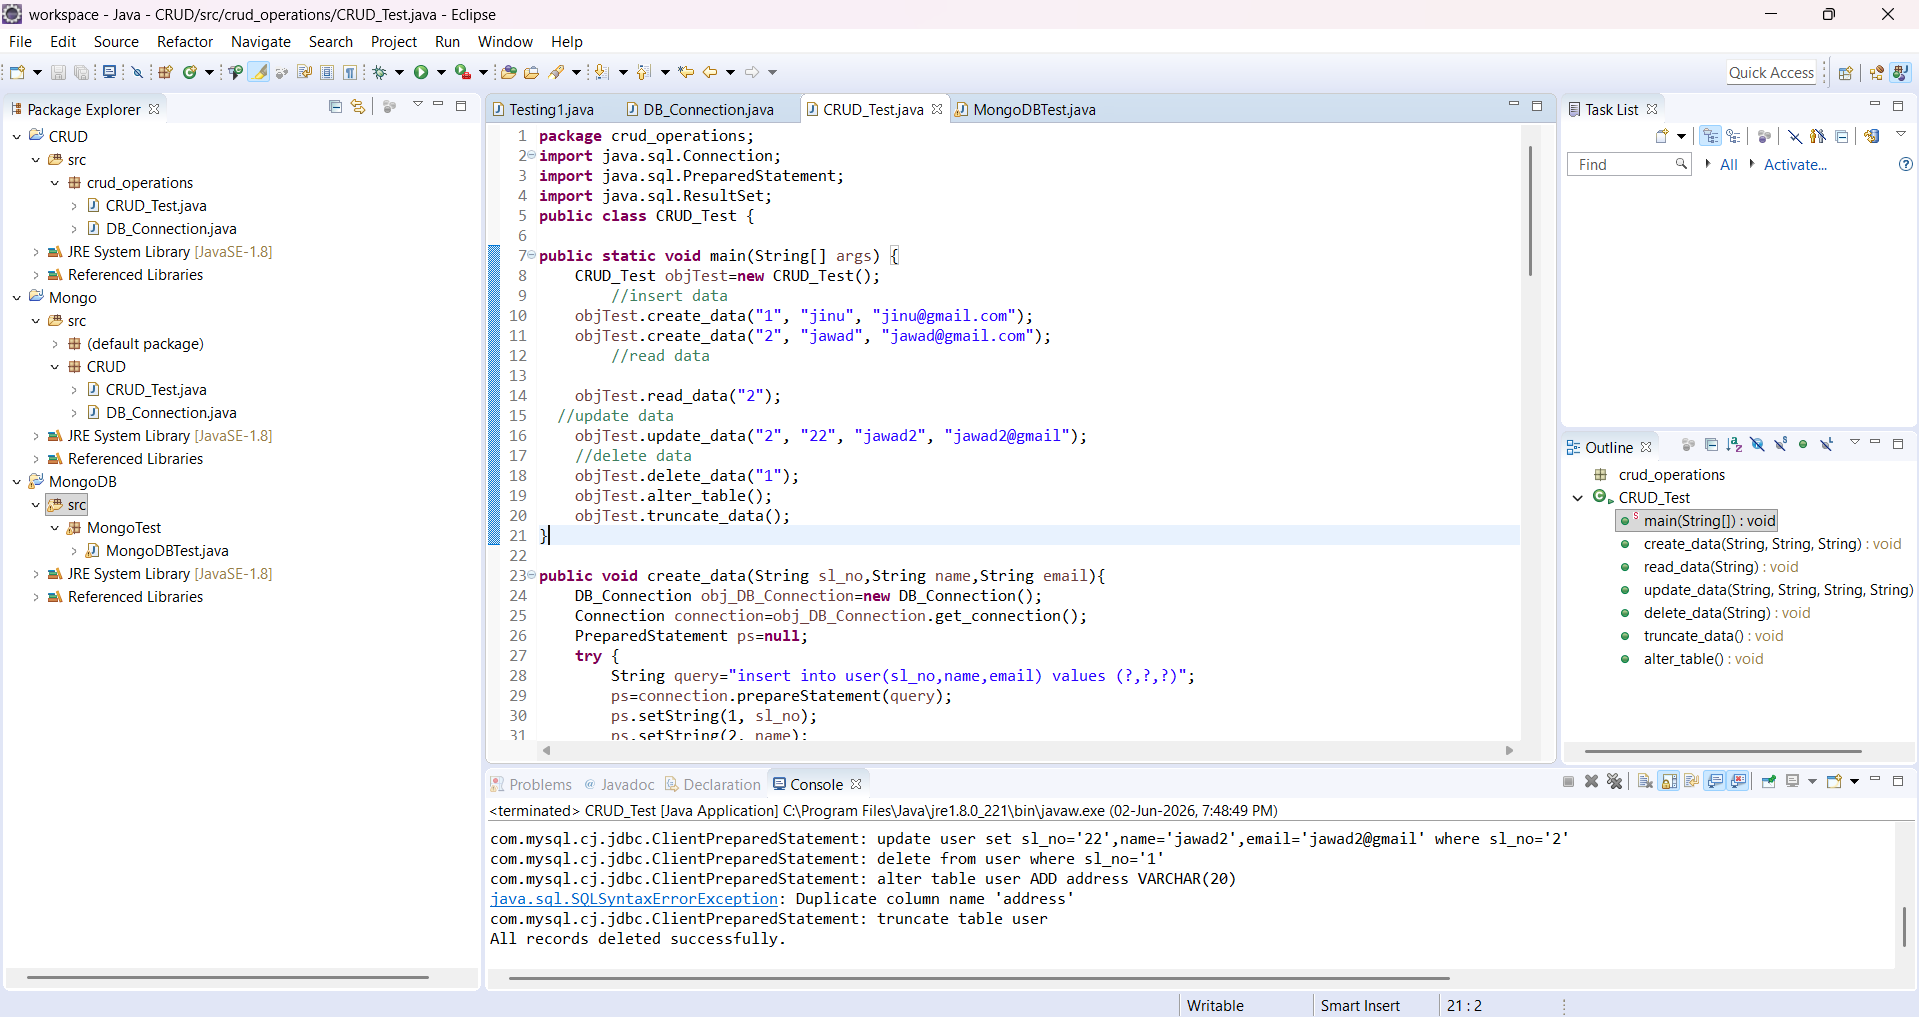 workspace - Java - CRUD/src/crud_operations/CRUD_Test.java - Eclipse
File Edit Source Refactor Navigate Search Project Run Window Help
Quick Access
Package Explorer
CRUD
src
crud_operations
CRUD_Test.java
DB_Connection.java
JRE System Library [JavaSE-1.8]
Referenced Libraries
Mongo
src
(default package)
CRUD
CRUD_Test.java
DB_Connection.java
JRE System Library [JavaSE-1.8]
Referenced Libraries
MongoDB
src
MongoTest
MongoDBTest.java
JRE System Library [JavaSE-1.8]
Referenced Libraries
Testing1.java DB_Connection.java CRUD_Test.java MongoDBTest.java
1 package crud_operations;
2 import java.sql.Connection;
3 import java.sql.PreparedStatement;
4 import java.sql.ResultSet;
5 public class CRUD_Test {
6
7 public static void main(String[] args) {
8 CRUD_Test objTest=new CRUD_Test();
9 //insert data
10 objTest.create_data("1", "jinu", "jinu@gmail.com");
11 objTest.create_data("2", "jawad", "jawad@gmail.com");
12 //read data
13
14 objTest.read_data("2");
15 //update data
16 objTest.update_data("2", "22", "jawad2", "jawad2@gmail");
17 //delete data
18 objTest.delete_data("1");
19 objTest.alter_table();
20 objTest.truncate_data();
21 }
22
23 public void create_data(String sl_no,String name,String email){
24 DB_Connection obj_DB_Connection=new DB_Connection();
25 Connection connection=obj_DB_Connection.get_connection();
26 PreparedStatement ps=null;
27 try {
28 String query="insert into user(sl_no,name,email) values (?,?,?)";
29 ps=connection.prepareStatement(query);
30 ps.setString(1, sl_no);
31 ps.setString(2, name);
Task List
Find All Activate...
Outline
crud_operations
CRUD_Test
main(String[]) : void
create_data(String, String, String) : void
read_data(String) : void
update_data(String, String, String, String)
delete_data(String) : void
truncate_data() : void
alter_table() : void
Problems Javadoc Declaration Console
<terminated> CRUD_Test [Java Application] C:\Program Files\Java\jre1.8.0_221\bin\javaw.exe (02-Jun-2026, 7:48:49 PM)
com.mysql.cj.jdbc.ClientPreparedStatement: update user set sl_no='22',name='jawad2',email='jawad2@gmail' where sl_no='2'
com.mysql.cj.jdbc.ClientPreparedStatement: delete from user where sl_no='1'
com.mysql.cj.jdbc.ClientPreparedStatement: alter table user ADD address VARCHAR(20)
java.sql.SQLSyntaxErrorException: Duplicate column name 'address'
com.mysql.cj.jdbc.ClientPreparedStatement: truncate table user
All records deleted successfully.
Writable Smart Insert 21 : 2